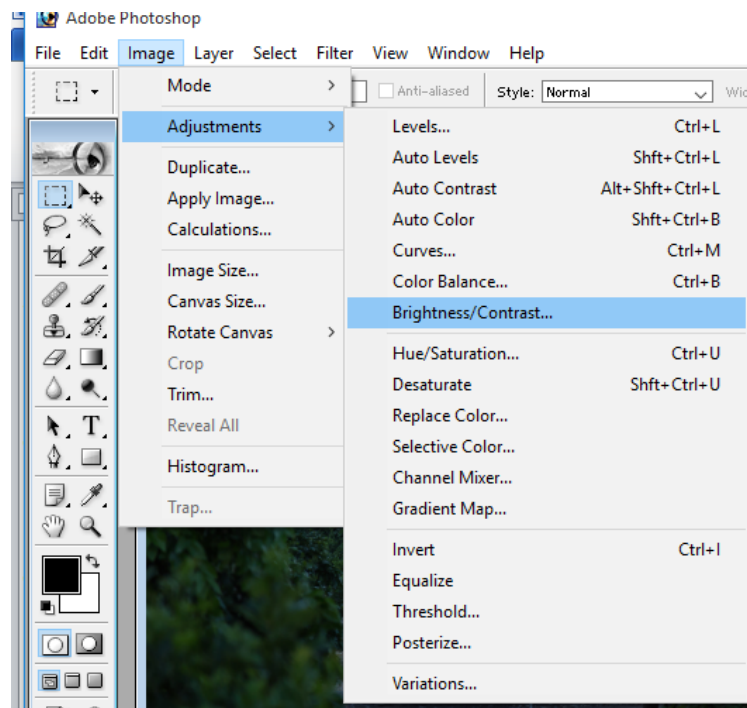 Adobe Photoshop
File Edit Image Layer Select Filter View Window Help
Anti-aliased Style: Normal
Mode
Adjustments
Duplicate...
Apply Image...
Calculations...
Image Size...
Canvas Size...
Rotate Canvas
Crop
Trim...
Reveal All
Histogram...
Trap...
Levels... Ctrl+L
Auto Levels Shft+Ctrl+L
Auto Contrast Alt+Shft+Ctrl+L
Auto Color Shft+Ctrl+B
Curves... Ctrl+M
Color Balance... Ctrl+B
Brightness/Contrast...
Hue/Saturation... Ctrl+U
Desaturate Shft+Ctrl+U
Replace Color...
Selective Color...
Channel Mixer...
Gradient Map...
Invert Ctrl+I
Equalize
Threshold...
Posterize...
Variations...